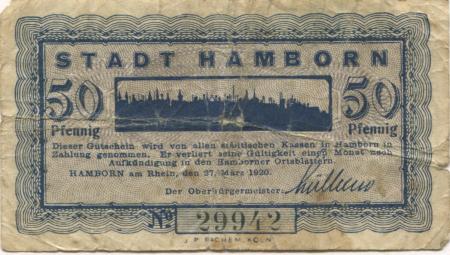 STADT HAMBORN
50 50
Pfennig Pfennig
Dieser Gutschein wird von allen städtischen Kassen in Hamborn in
Zahlung genommen. Er verliert seine Gültigkeit einen Monat nach
Aufkündigung in den Hamborner Ortsblättern.
HAMBORN am Rhein, den 27. März 1920.
Der Oberbürgermeister:
No 29942
J. P. BACHEM, KÖLN